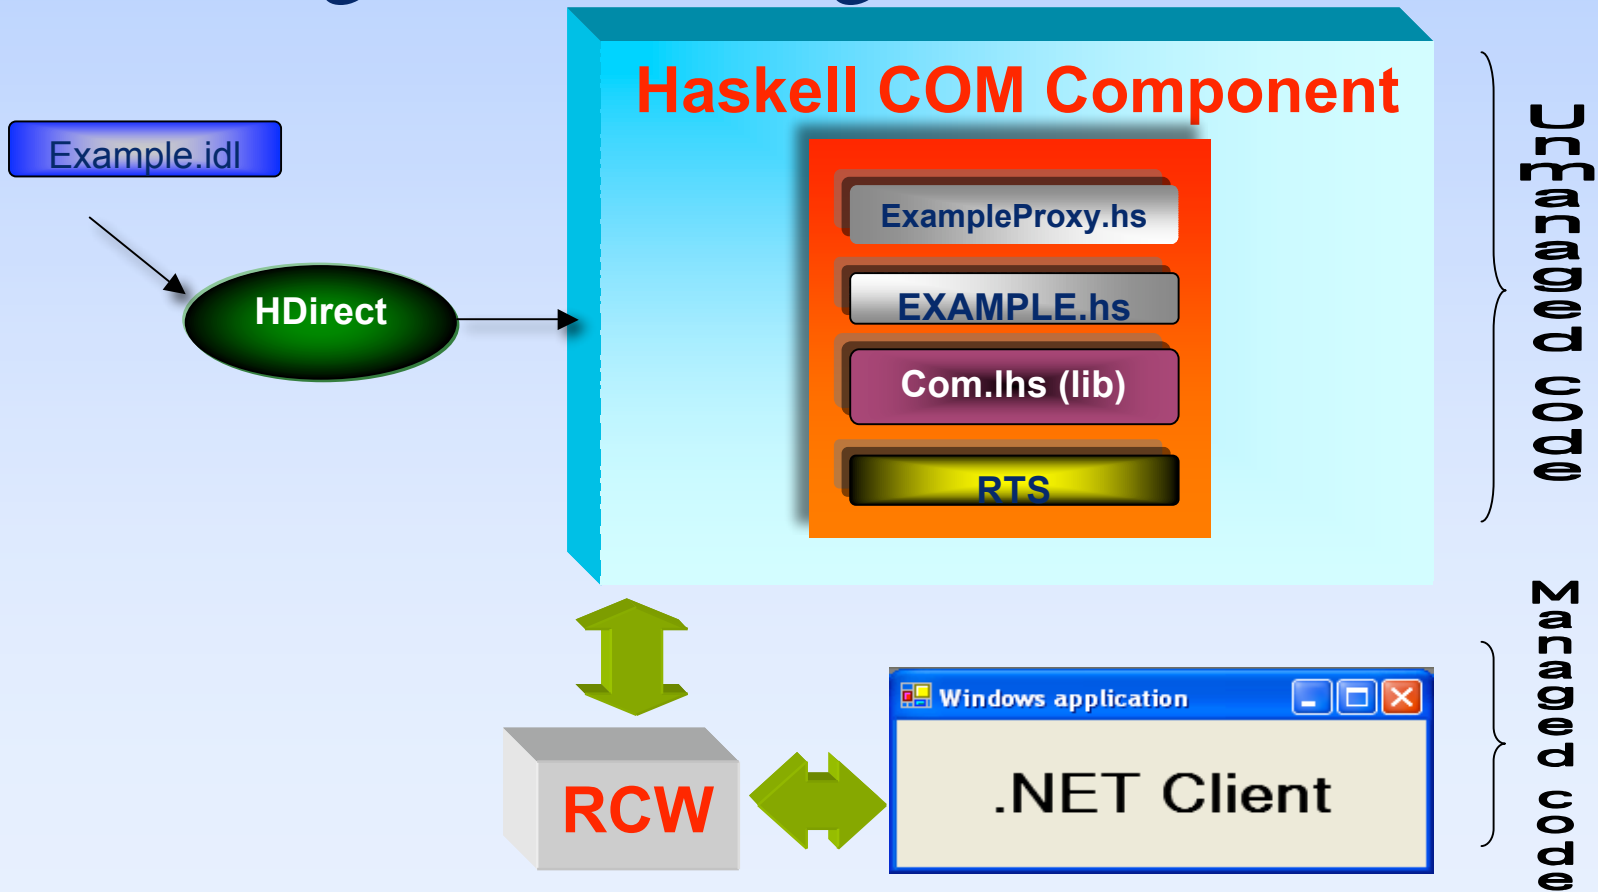 Haskell COM Component
Example.idl
ExampleProxy.hs
HDirect
EXAMPLE.hs
Com.lhs (lib)
RTS
Unmanaged code
Windows application
.NET Client
RCW
Managed code